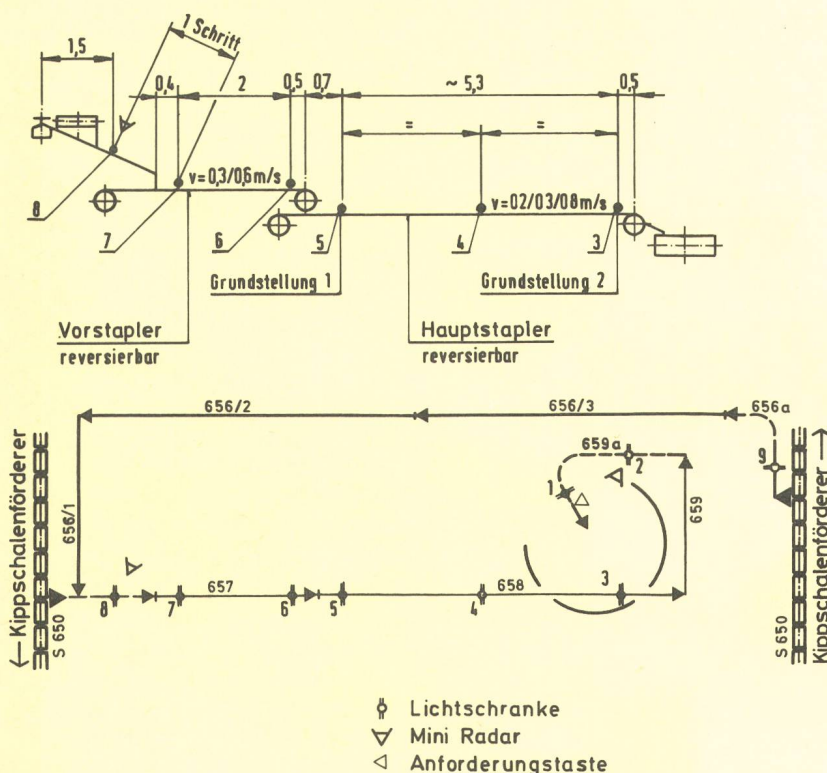 1 Schritt
1,5
0,4
2
0,5
0,7
~ 5,3
0,5
=
=
v=0,3/0,6m/s
v=02/03/08m/s
8
7
6
5
4
3
Grundstellung 1
Grundstellung 2
Vorstapler
reversierbar
Hauptstapler
reversierbar
656/2
656/3
656a
659a
9
2
1
Kippschalenförderer
S 650
656/1
659
Kippschalenförderer
S 650
657
658
3
8
7
6
5
4
Lichtschranke
Mini Radar
Anforderungstaste